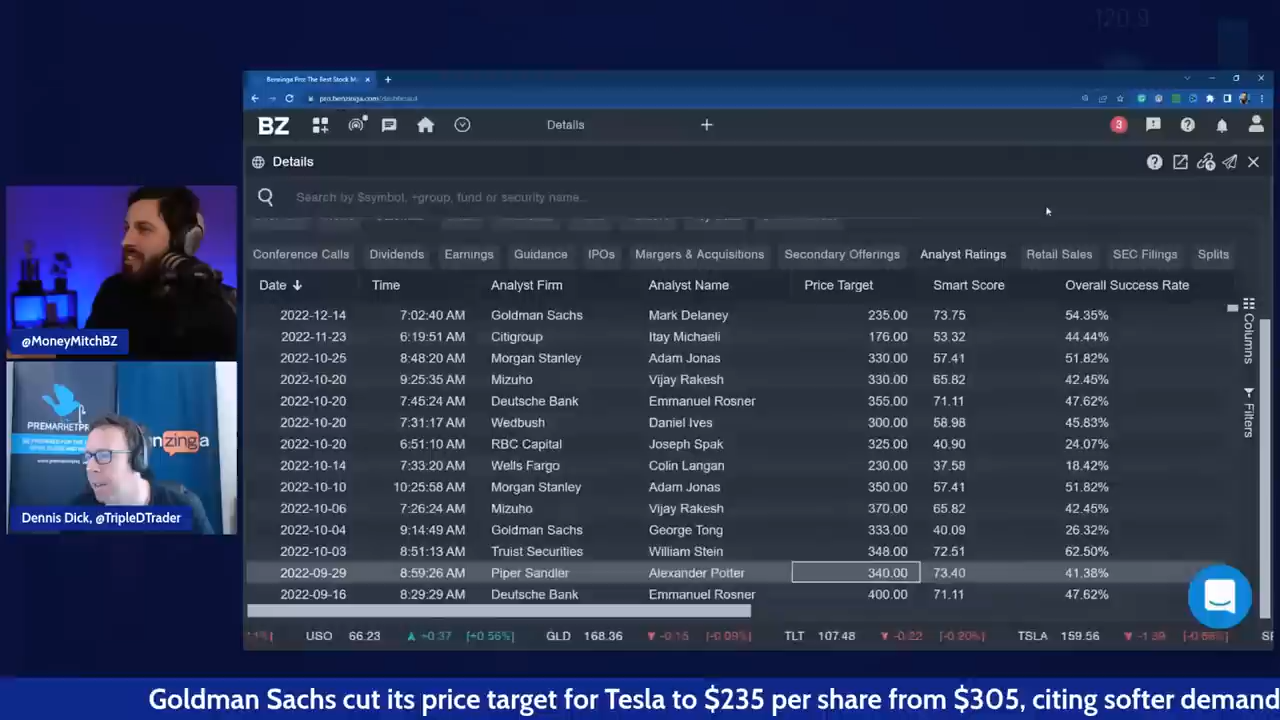 120.9
Benzinga Pro: The Best Stock M
pro.benzinga.com/dashboard
BZ
Details
3
Details
Search by $symbol, +group, fund or security name...
Conference Calls Dividends Earnings Guidance IPOs Mergers & Acquisitions Secondary Offerings Analyst Ratings Retail Sales SEC Filings Splits
Date Time Analyst Firm Analyst Name Price Target Smart Score Overall Success Rate
2022-12-14 7:02:40 AM Goldman Sachs Mark Delaney 235.00 73.75 54.35%
2022-11-23 6:19:51 AM Citigroup Itay Michaeli 176.00 53.32 44.44%
2022-10-25 8:48:20 AM Morgan Stanley Adam Jonas 330.00 57.41 51.82%
2022-10-20 9:25:35 AM Mizuho Vijay Rakesh 330.00 65.82 42.45%
2022-10-20 7:45:24 AM Deutsche Bank Emmanuel Rosner 355.00 71.11 47.62%
2022-10-20 7:31:17 AM Wedbush Daniel Ives 300.00 58.98 45.83%
2022-10-20 6:51:10 AM RBC Capital Joseph Spak 325.00 40.90 24.07%
2022-10-14 7:33:20 AM Wells Fargo Colin Langan 230.00 37.58 18.42%
2022-10-10 10:25:58 AM Morgan Stanley Adam Jonas 350.00 57.41 51.82%
2022-10-06 7:26:24 AM Mizuho Vijay Rakesh 370.00 65.82 42.45%
2022-10-04 9:14:49 AM Goldman Sachs George Tong 333.00 40.09 26.32%
2022-10-03 8:51:13 AM Truist Securities William Stein 348.00 72.51 62.50%
2022-09-29 8:59:26 AM Piper Sandler Alexander Potter 340.00 73.40 41.38%
2022-09-16 8:29:29 AM Deutsche Bank Emmanuel Rosner 400.00 71.11 47.62%
Columns
Filters
USO 66.23 +0.37 [+0.56%] GLD 168.36 -0.15 [-0.09%] TLT 107.48 -0.22 [-0.20%] TSLA 159.56 -1.39
@MoneyMitchBZ
PREMARKETPR
nzinga
Dennis Dick, @TripleDTrader
Goldman Sachs cut its price target for Tesla to $235 per share from $305, citing softer demand